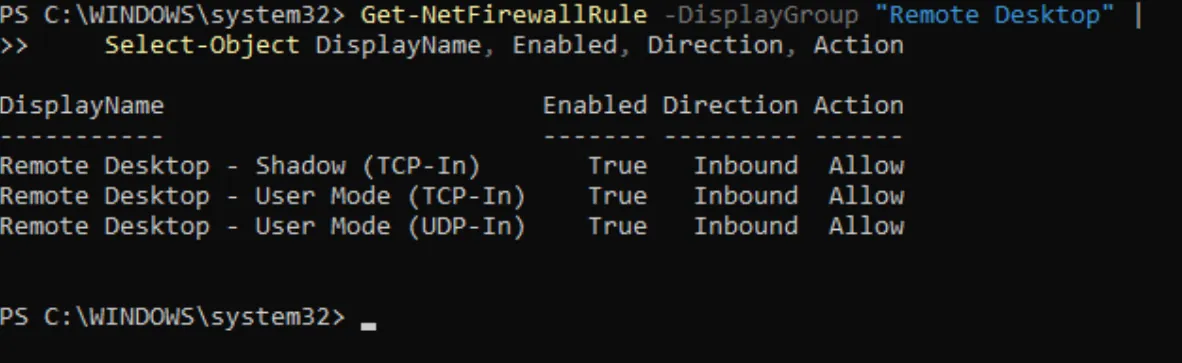 PS C:\WINDOWS\system32> Get-NetFirewallRule -DisplayGroup "Remote Desktop" |
>>     Select-Object DisplayName, Enabled, Direction, Action
DisplayName                         Enabled Direction Action
-----------                         ------- --------- ------
Remote Desktop - Shadow (TCP-In)       True   Inbound  Allow
Remote Desktop - User Mode (TCP-In)    True   Inbound  Allow
Remote Desktop - User Mode (UDP-In)    True   Inbound  Allow
PS C:\WINDOWS\system32> _